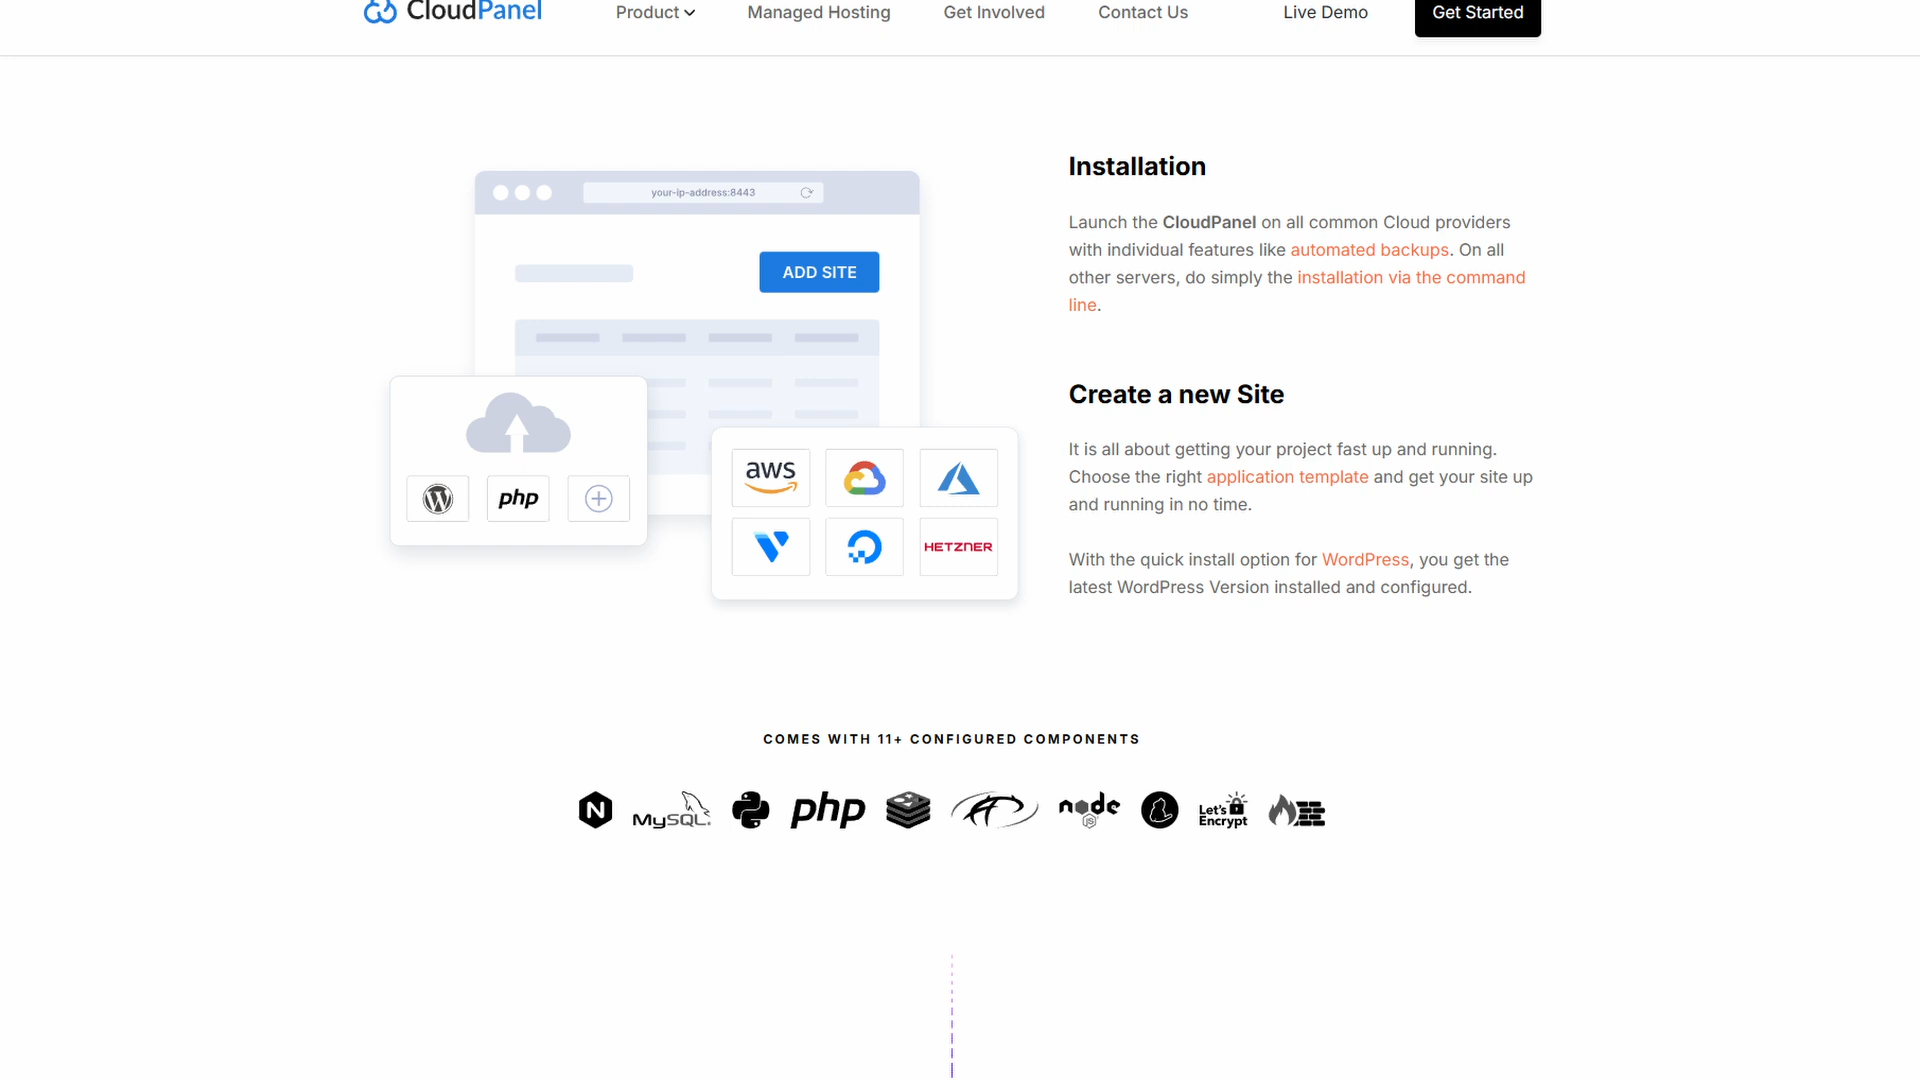 CloudPanel
Product
Managed Hosting
Get Involved
Contact Us
Live Demo
Get Started
your-ip-address:8443
ADD SITE
php
aws
HETZNER
Installation
Launch the CloudPanel on all common Cloud providers
with individual features like automated backups. On all
other servers, do simply the installation via the command
line.
Create a new Site
It is all about getting your project fast up and running.
Choose the right application template and get your site up
and running in no time.
With the quick install option for WordPress, you get the
latest WordPress Version installed and configured.
COMES WITH 11+ CONFIGURED COMPONENTS
N
MySQL.
php
node
JS
Let's
Encrypt